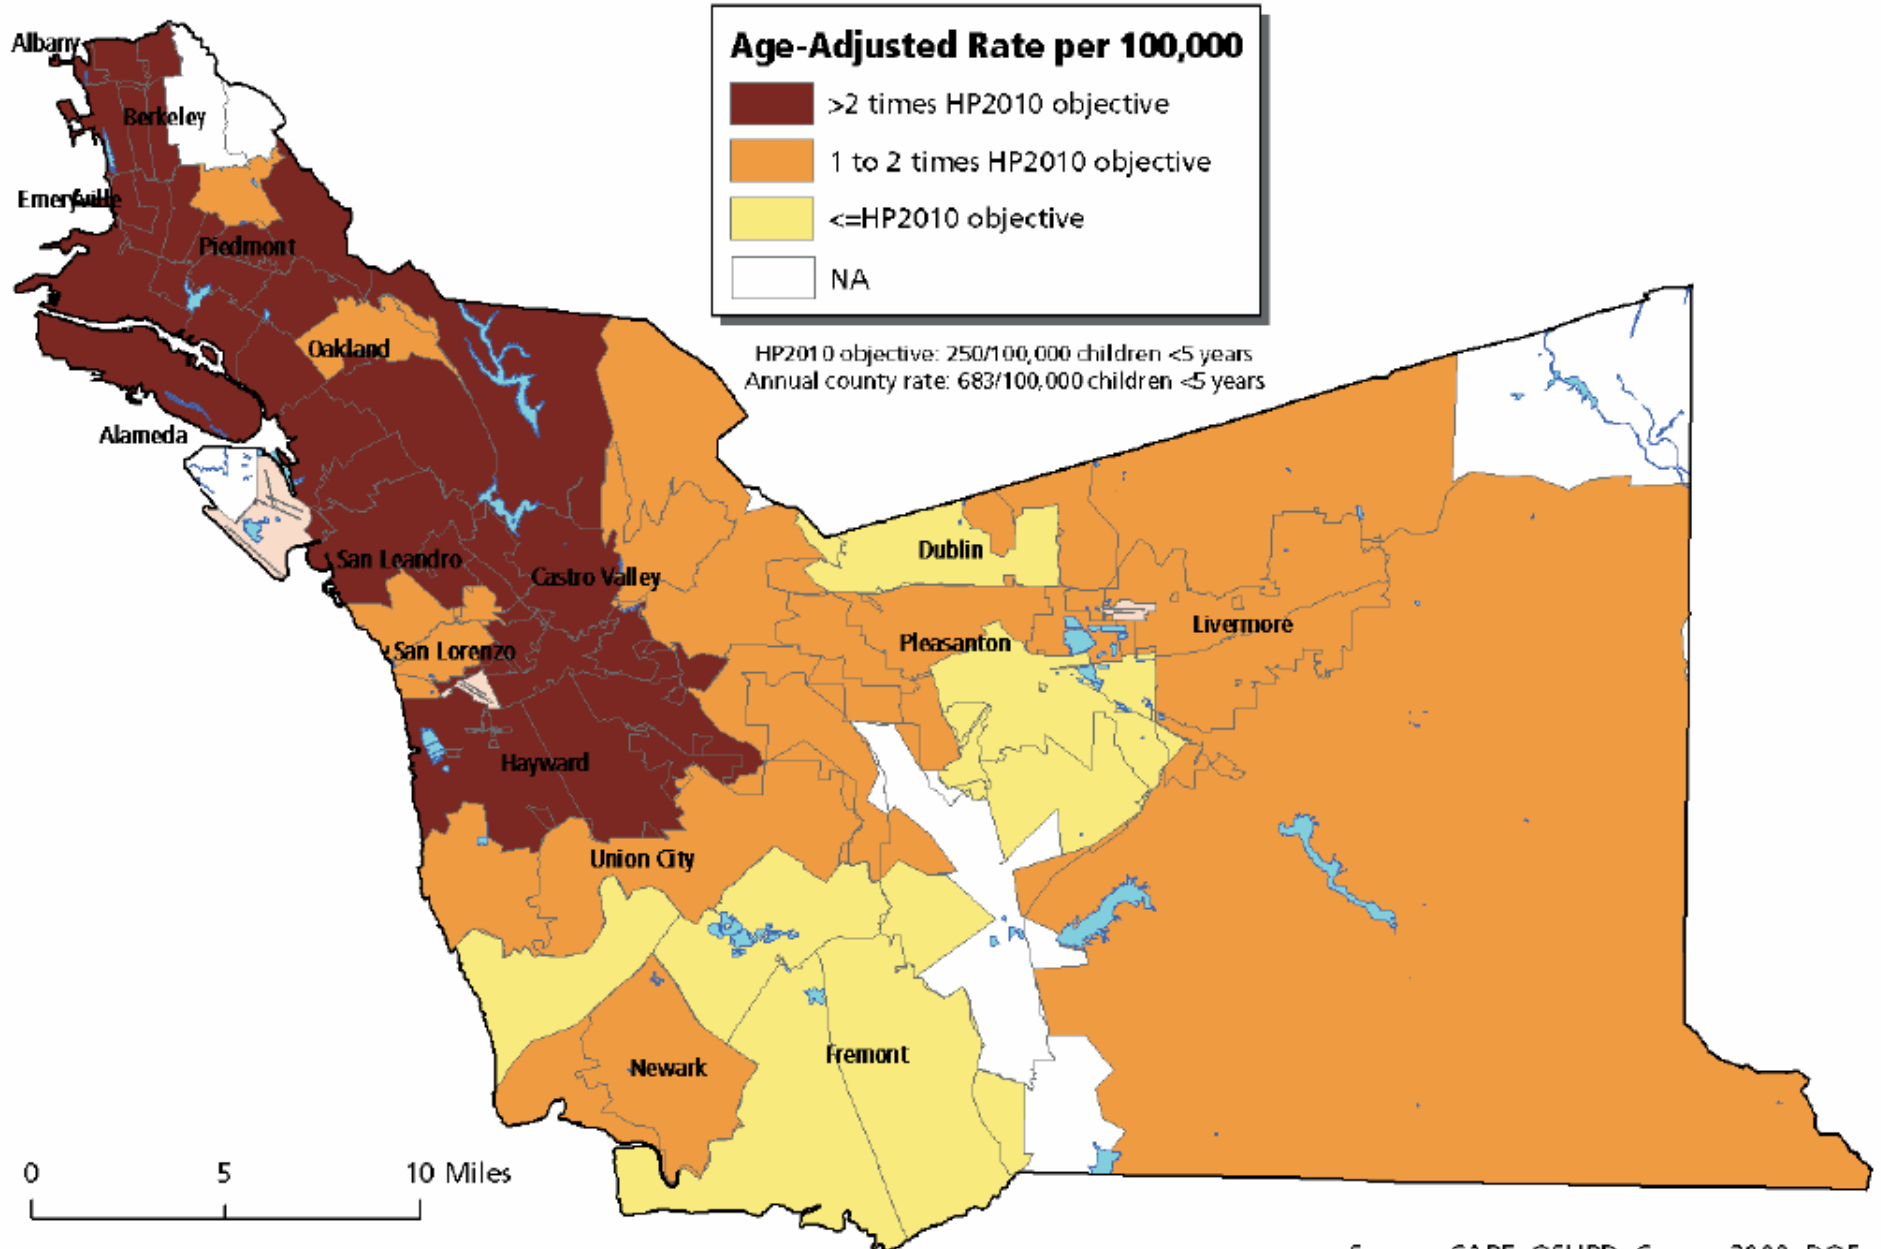 Age-Adjusted Rate per 100,000
>2 times HP2010 objective
1 to 2 times HP2010 objective
<=HP2010 objective
NA
HP2010 objective: 250/100,000 children <5 years
Annual county rate: 683/100,000 children <5 years
Albany
Berkeley
Emeryville
Piedmont
Oakland
Alameda
San Leandro
Castro Valley
Dublin
San Lorenzo
Pleasanton
Livermore
Hayward
Union City
Fremont
Newark
0 5 10 Miles